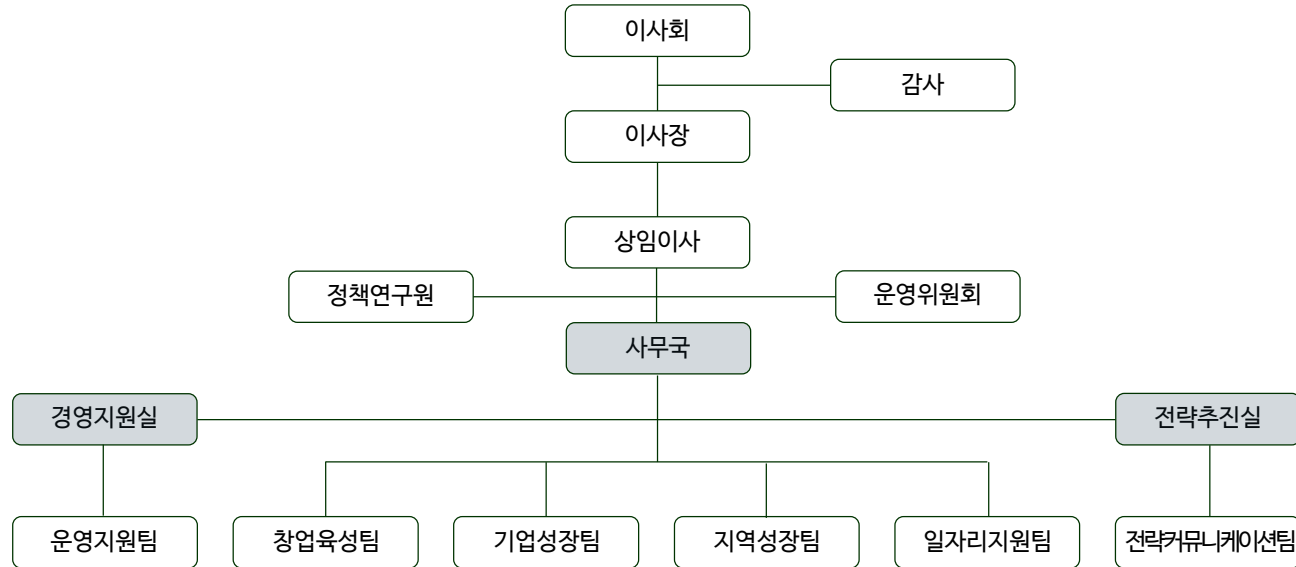 이사회
감사
이사장
상임이사
정책연구원
운영위원회
사무국
경영지원실
전략추진실
운영지원팀
창업육성팀
기업성장팀
지역성장팀
일자리지원팀
전략커뮤니케이션팀